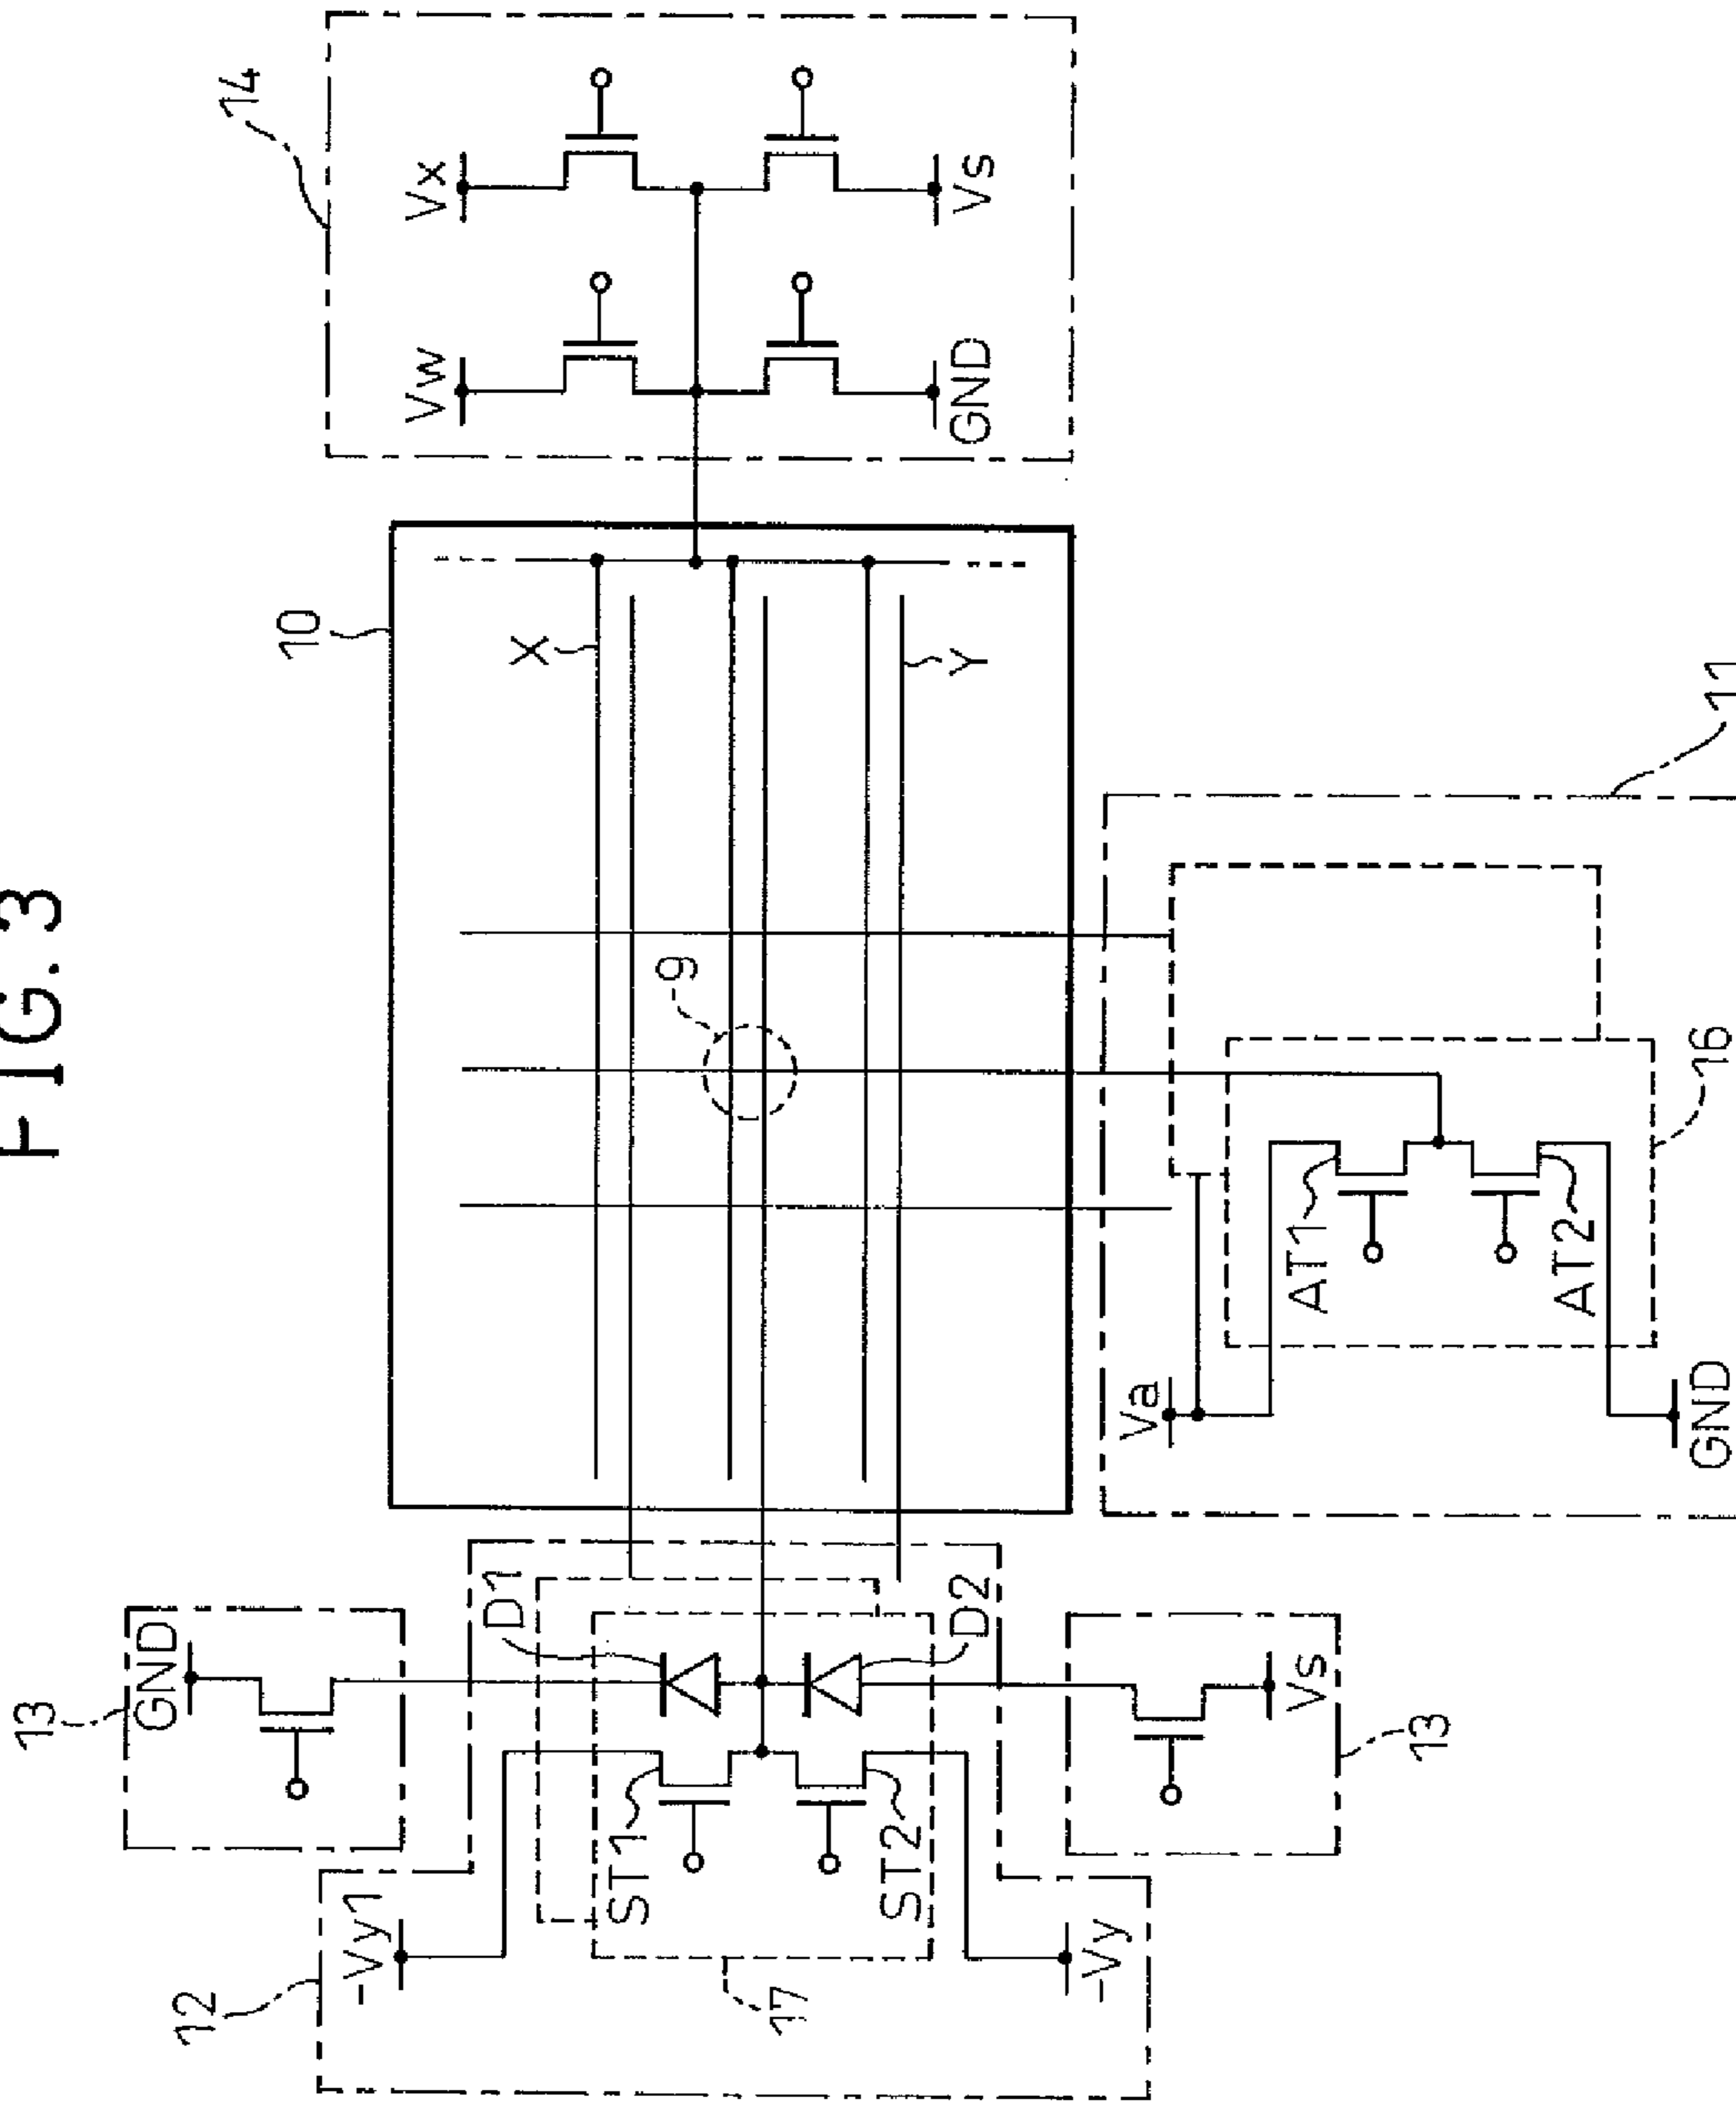 FIG.3
14
Vx
Vw
Vs
GND
10
X
Y
9
11
16
AT1
AT2
Va
GND
13
GND
D1
D2
Vs
13
12
-Vy1
ST1
ST2
-Vy
17